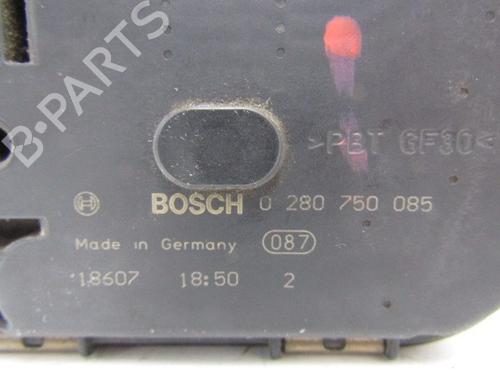 B-PARTS
>PBT GF30<
BOSCH 0 280 750 085
Made in Germany 087
18607 18:50 2